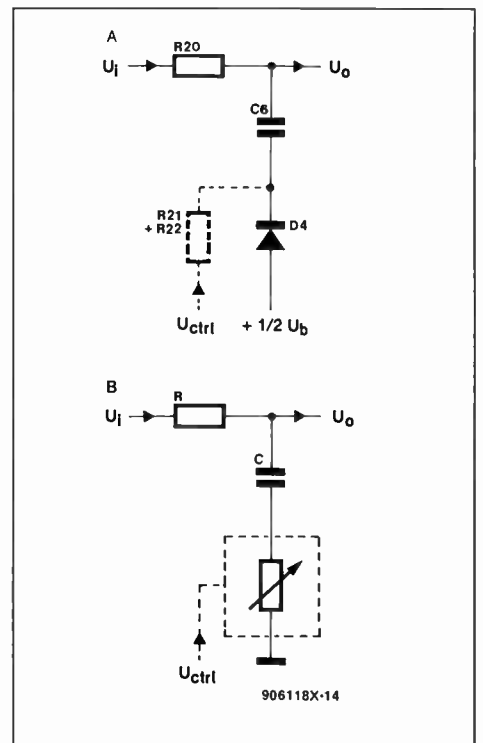 A
R20
Ui Uo
C6
R21
+ R22
D4
Uctrl + 1/2 Ub
B
R
Ui Uo
C
Uctrl
906118X-14